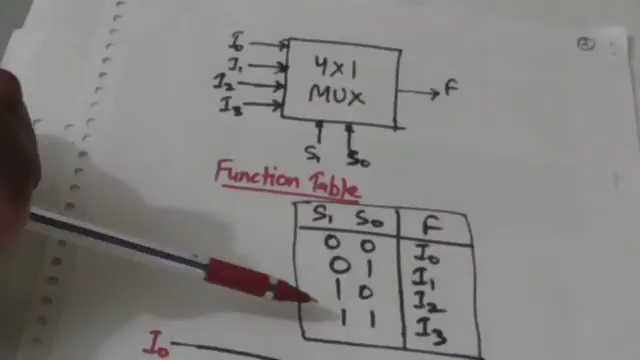 ②
I0
I1
I2
I3
4X1
MUX
F
S1 S0
Function Table
S1 S0 F
0 0 I0
0 1 I1
1 0 I2
1 1 I3
I0